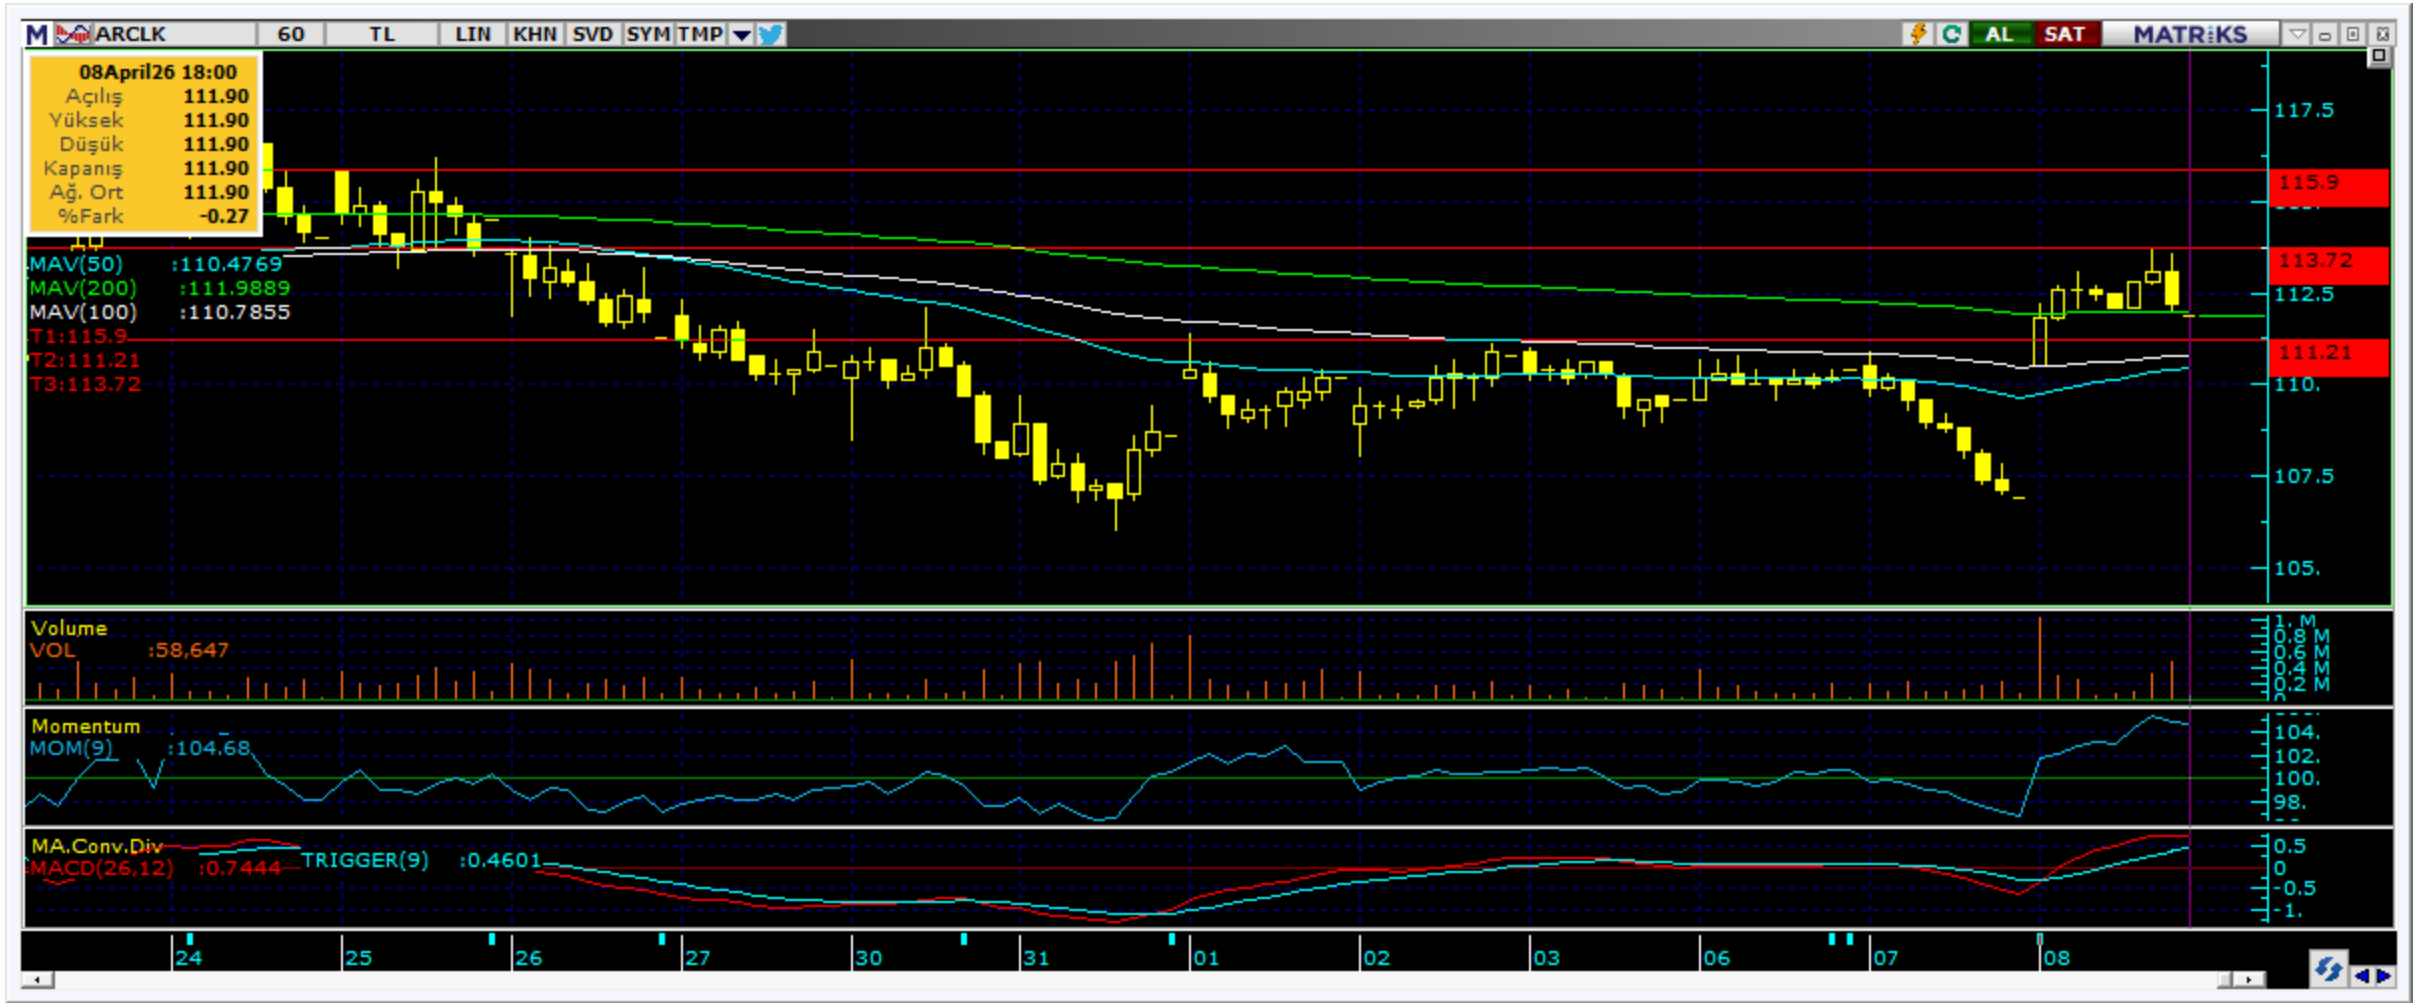 M ARCLK 60 TL LIN KHN SVD SYM TMP AL SAT MATRiKS
08April26 18:00
Açılış 111.90
Yüksek 111.90
Düşük 111.90
Kapanış 111.90
Ağ. Ort 111.90
%Fark -0.27
MAV(50) :110.4769
MAV(200) :111.9889
MAV(100) :110.7855
T1:115.9
T2:111.21
T3:113.72
117.5
115.9
113.72
112.5
111.21
110.
107.5
105.
Volume
VOL :58,647
1. M
0.8 M
0.6 M
0.4 M
0.2 M
0
Momentum
MOM(9) :104.68
104.
102.
100.
98.
MA.Conv.Div
MACD(26,12) :0.7444 TRIGGER(9) :0.4601
0.5
0
-0.5
-1.
24 25 26 27 30 31 01 02 03 06 07 08